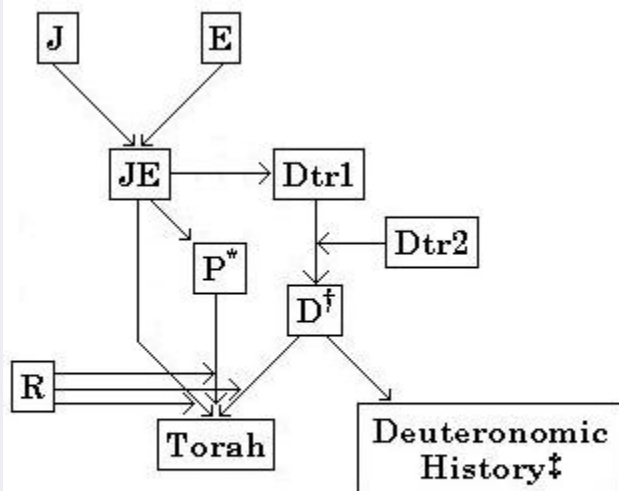 J
E
JE
Dtr1
P*
Dtr2
D†
R
Torah
Deuteronomic
History‡